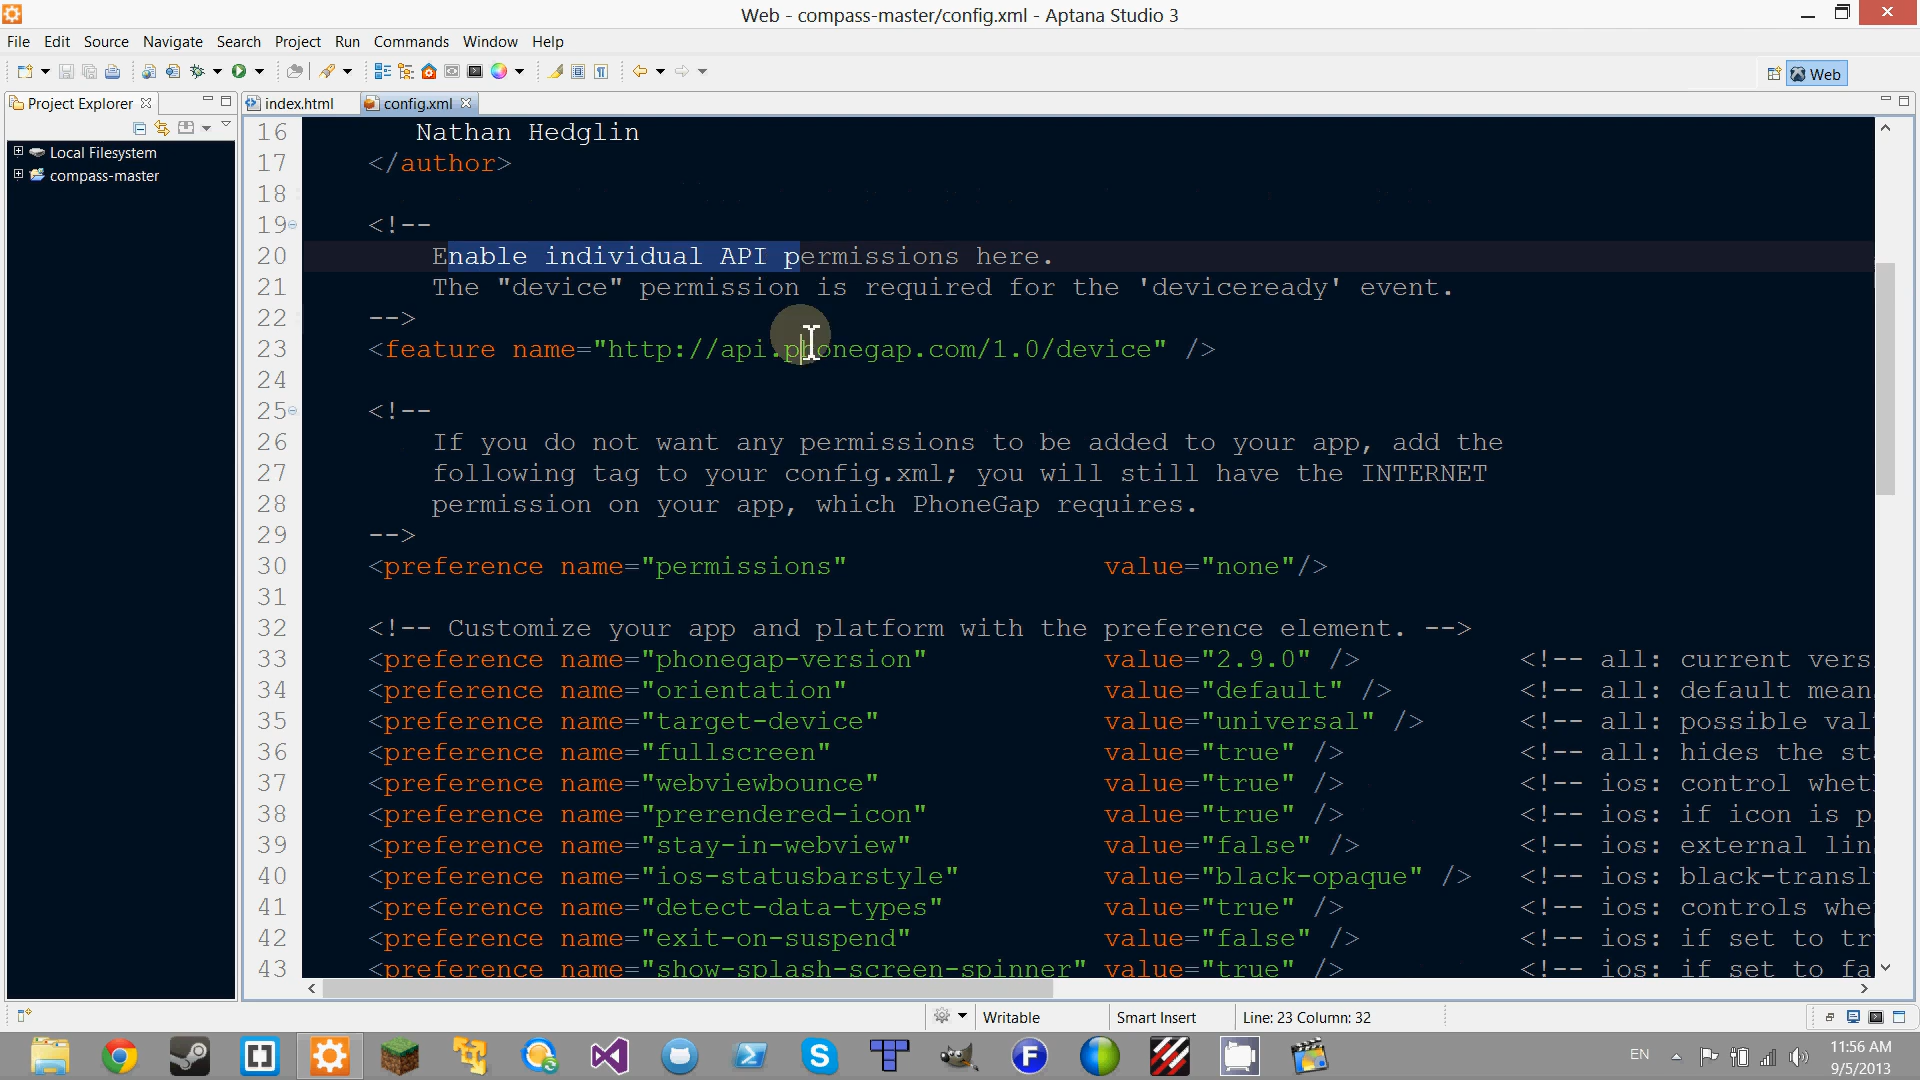 Web - compass-master/config.xml - Aptana Studio 3
File Edit Source Navigate Search Project Run Commands Window Help
Web
Project Explorer
index.html
config.xml
Local Filesystem
compass-master
16 Nathan Hedglin
17 </author>
18
19 <!--
20 Enable individual API permissions here.
21 The "device" permission is required for the 'deviceready' event.
22 -->
23 <feature name="http://api.phonegap.com/1.0/device" />
24
25 <!--
26 If you do not want any permissions to be added to your app, add the
27 following tag to your config.xml; you will still have the INTERNET
28 permission on your app, which PhoneGap requires.
29 -->
30 <preference name="permissions" value="none"/>
31
32 <!-- Customize your app and platform with the preference element. -->
33 <preference name="phonegap-version" value="2.9.0" /> <!-- all: current vers
34 <preference name="orientation" value="default" /> <!-- all: default mean
35 <preference name="target-device" value="universal" /> <!-- all: possible val
36 <preference name="fullscreen" value="true" /> <!-- all: hides the st
37 <preference name="webviewbounce" value="true" /> <!-- ios: control whet
38 <preference name="prerendered-icon" value="true" /> <!-- ios: if icon is p
39 <preference name="stay-in-webview" value="false" /> <!-- ios: external lin
40 <preference name="ios-statusbarstyle" value="black-opaque" /> <!-- ios: black-transl
41 <preference name="detect-data-types" value="true" /> <!-- ios: controls whe
42 <preference name="exit-on-suspend" value="false" /> <!-- ios: if set to tr
43 <preference name="show-splash-screen-spinner" value="true" /> <!-- ios: if set to fa
Writable Smart Insert Line: 23 Column: 32
EN
11:56 AM
9/5/2013